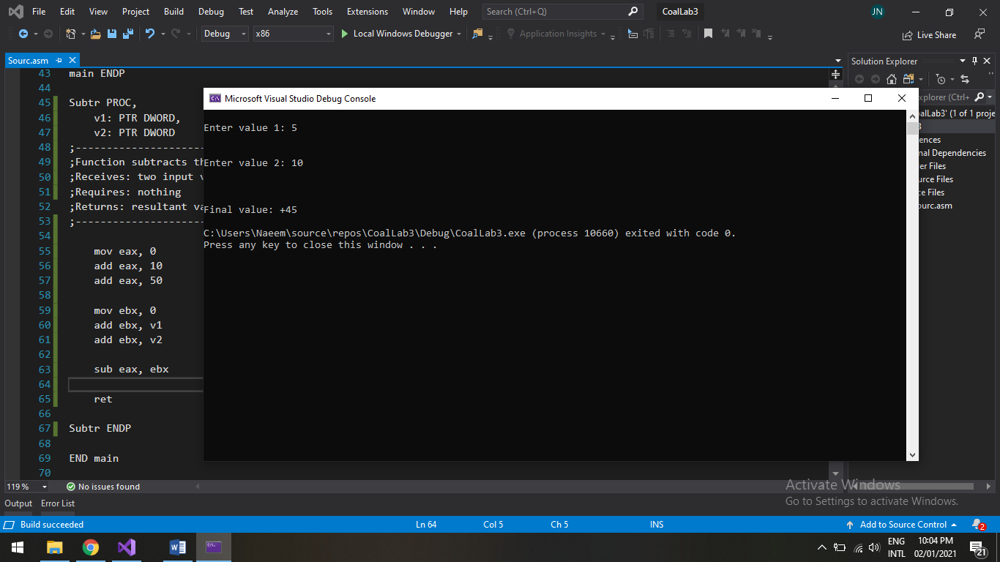 File Edit View Project Build Debug Test Analyze Tools Extensions Window Help Search (Ctrl+Q) CoalLab3 JN
Debug x86 Local Windows Debugger Application Insights Live Share
Sourc.asm
Solution Explorer
43 main ENDP
44
45 Subtr PROC,
46 v1: PTR DWORD,
47 v2: PTR DWORD
48 ;---------------------
49 ;Function subtracts
50 ;Receives: two input
51 ;Requires: nothing
52 ;Returns: resultant
53 ;---------------------
54
55 mov eax, 0
56 add eax, 10
57 add eax, 50
58
59 mov ebx, 0
60 add ebx, v1
61 add ebx, v2
62
63 sub eax, ebx
64
65 ret
66
67 Subtr ENDP
68
69 END main
70
Microsoft Visual Studio Debug Console
Enter value 1: 5
Enter value 2: 10
Final value: +45
C:\Users\Naeem\source\repos\CoalLab3\Debug\CoalLab3.exe (process 10660) exited with code 0.
Press any key to close this window . . .
xplorer (Ctrl+
oalLab3' (1 of 1 proje
3
ences
nal Dependencies
er Files
urce Files
ce Files
ourc.asm
119 % No issues found
Activate Windows
Go to Settings to activate Windows.
Output Error List
Build succeeded Ln 64 Col 5 Ch 5 INS Add to Source Control 2
ENG 10:04 PM
INTL 02/01/2021 21